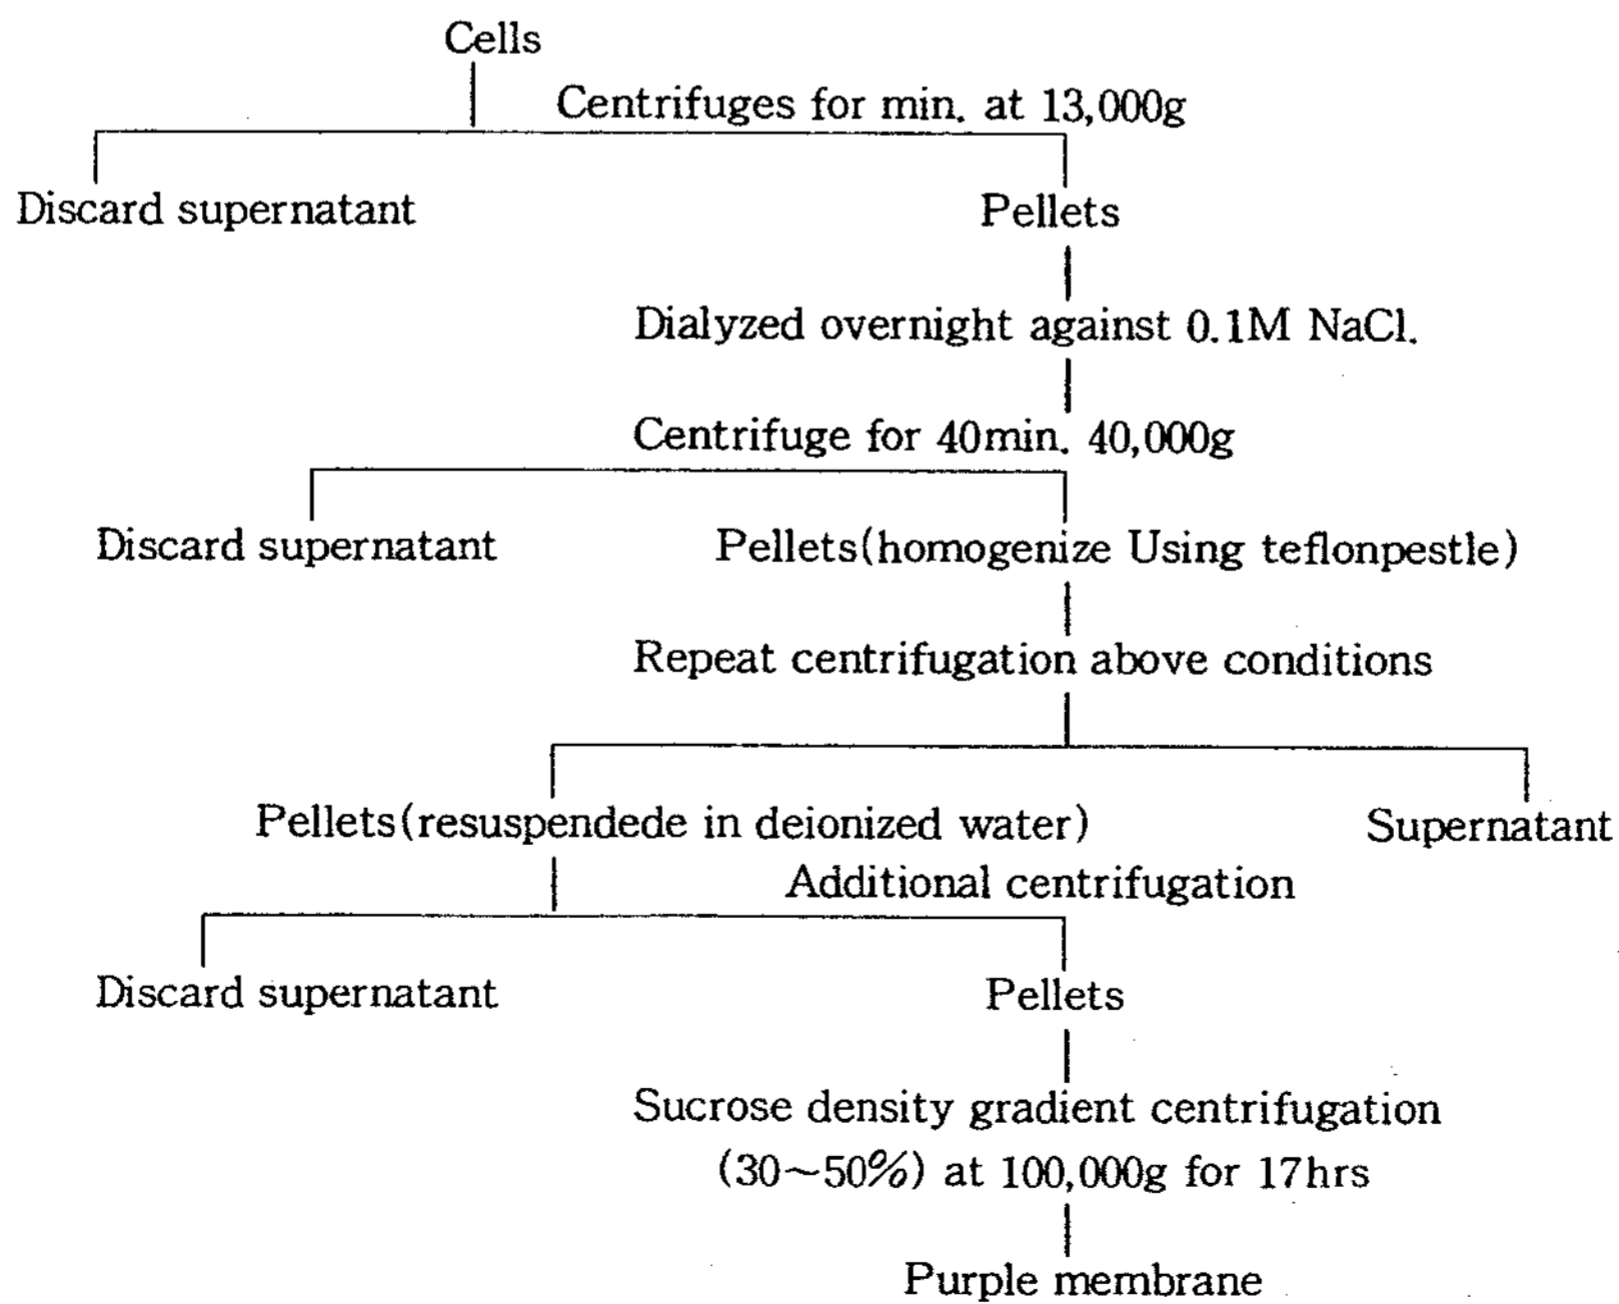 Cells
Centrifuges for min. at 13,000g
Discard supernatant
Pellets
Dialyzed overnight against 0.1M NaCl.
Centrifuge for 40min. 40,000g
Discard supernatant
Pellets(homogenize Using teflonpestle)
Repeat centrifugation above conditions
Pellets(resuspendede in deionized water)
Supernatant
Additional centrifugation
Discard supernatant
Pellets
Sucrose density gradient centrifugation
(30~50%) at 100,000g for 17hrs
Purple membrane